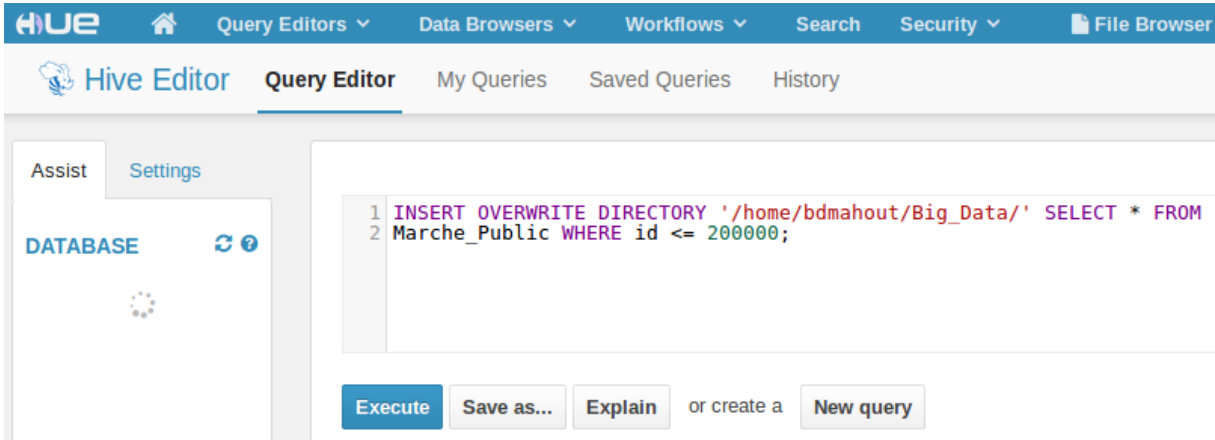 HUE Query Editors Data Browsers Workflows Search Security File Browser
Hive Editor Query Editor My Queries Saved Queries History
Assist Settings
1 INSERT OVERWRITE DIRECTORY '/home/bdmahout/Big_Data/' SELECT * FROM
2 Marche_Public WHERE id <= 200000;
DATABASE
Execute Save as... Explain or create a New query